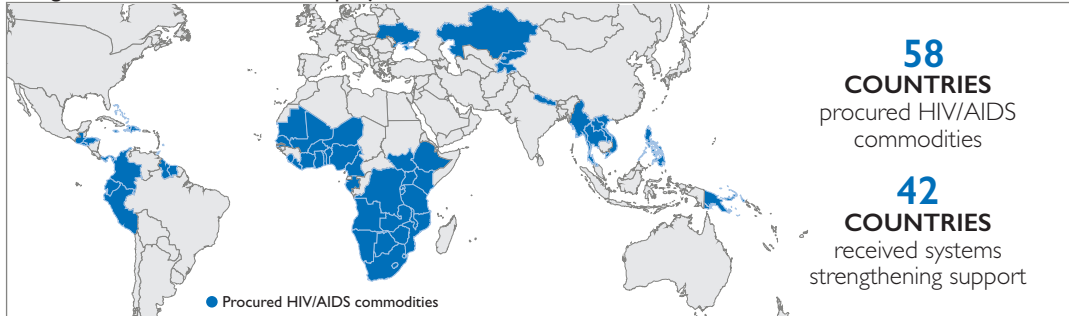 58
COUNTRIES
procured HIV/AIDS
commodities
42
COUNTRIES
received systems
strengthening support
Procured HIV/AIDS commodities